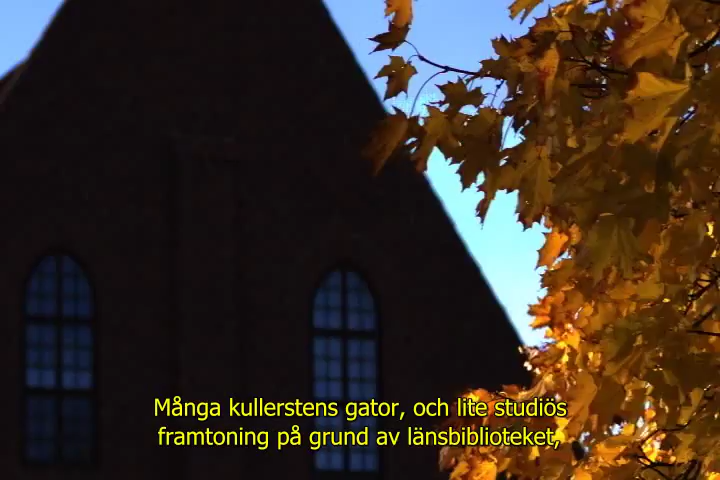 Många kullerstens gator, och lite studiös
framtoning på grund av länsbiblioteket,